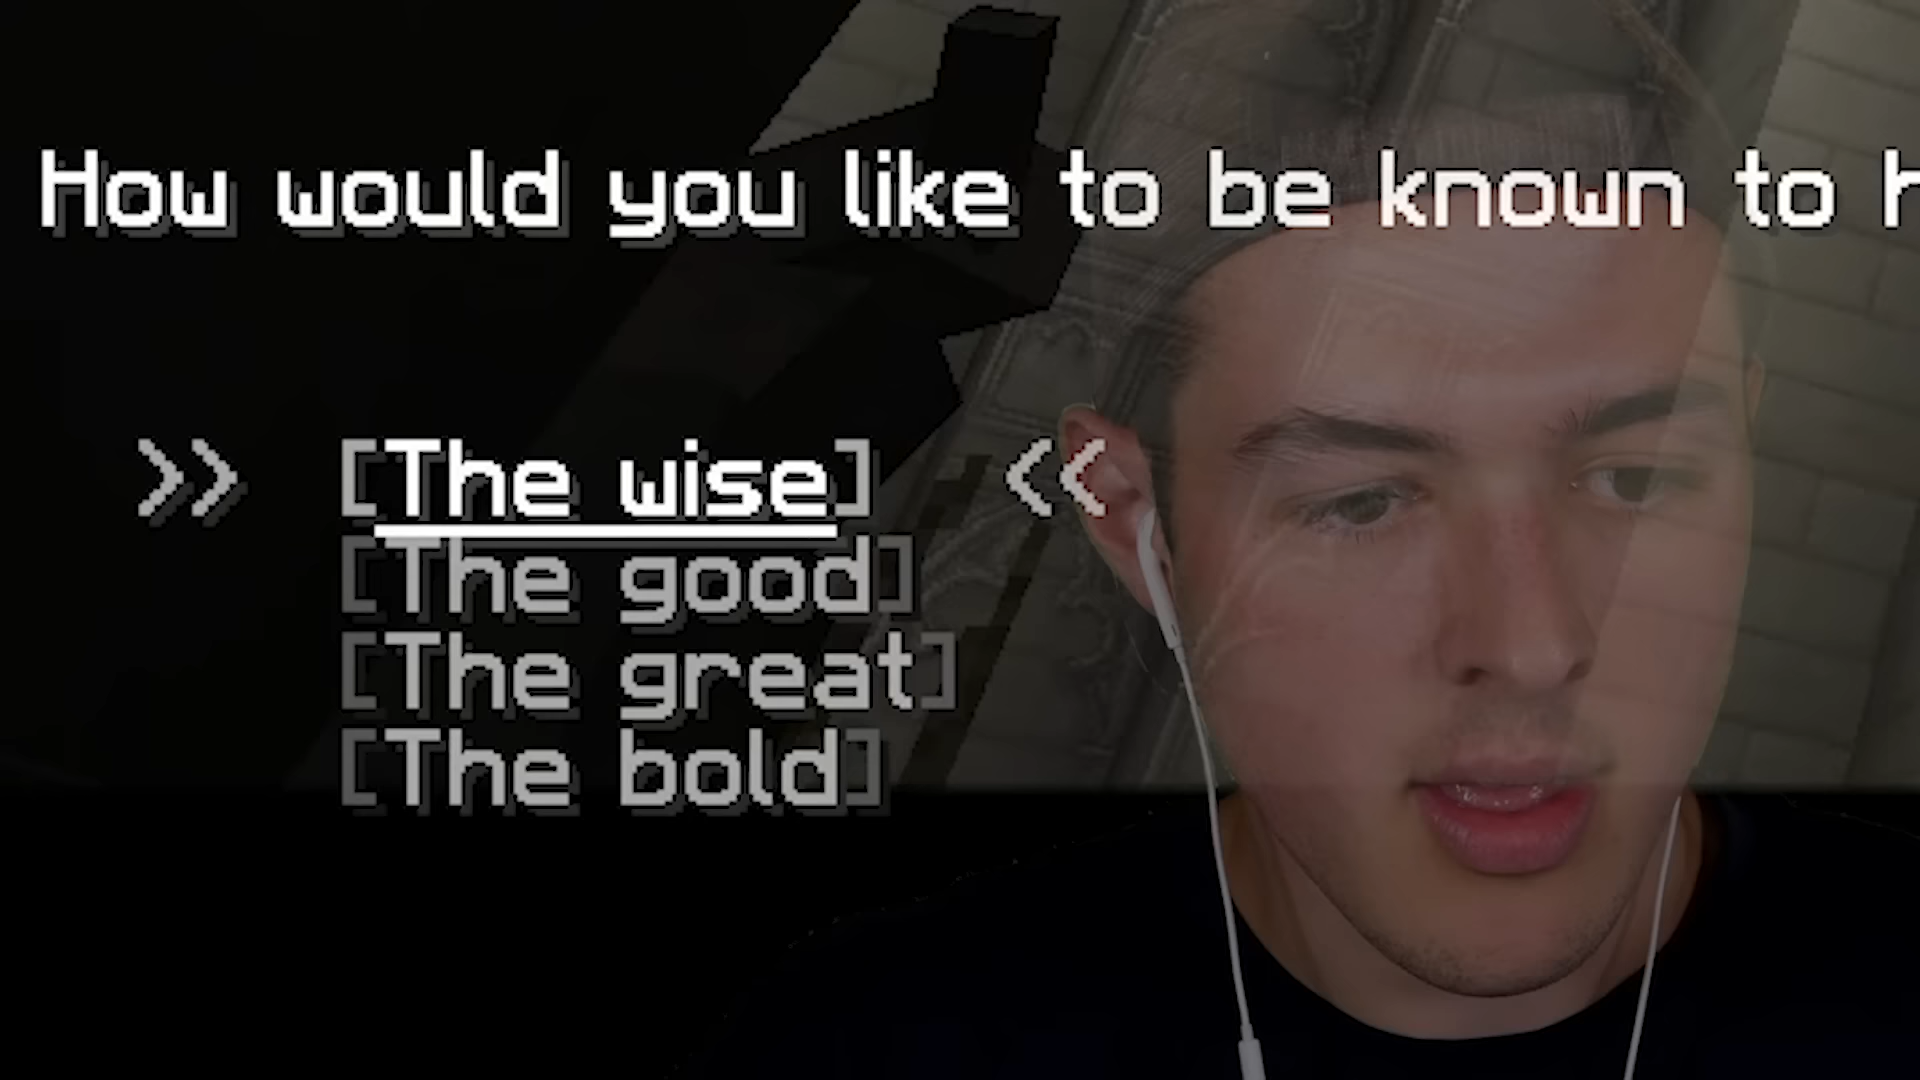 How would you like to be known to
>> [The wise] <<
[The good]
[The great]
[The bold]